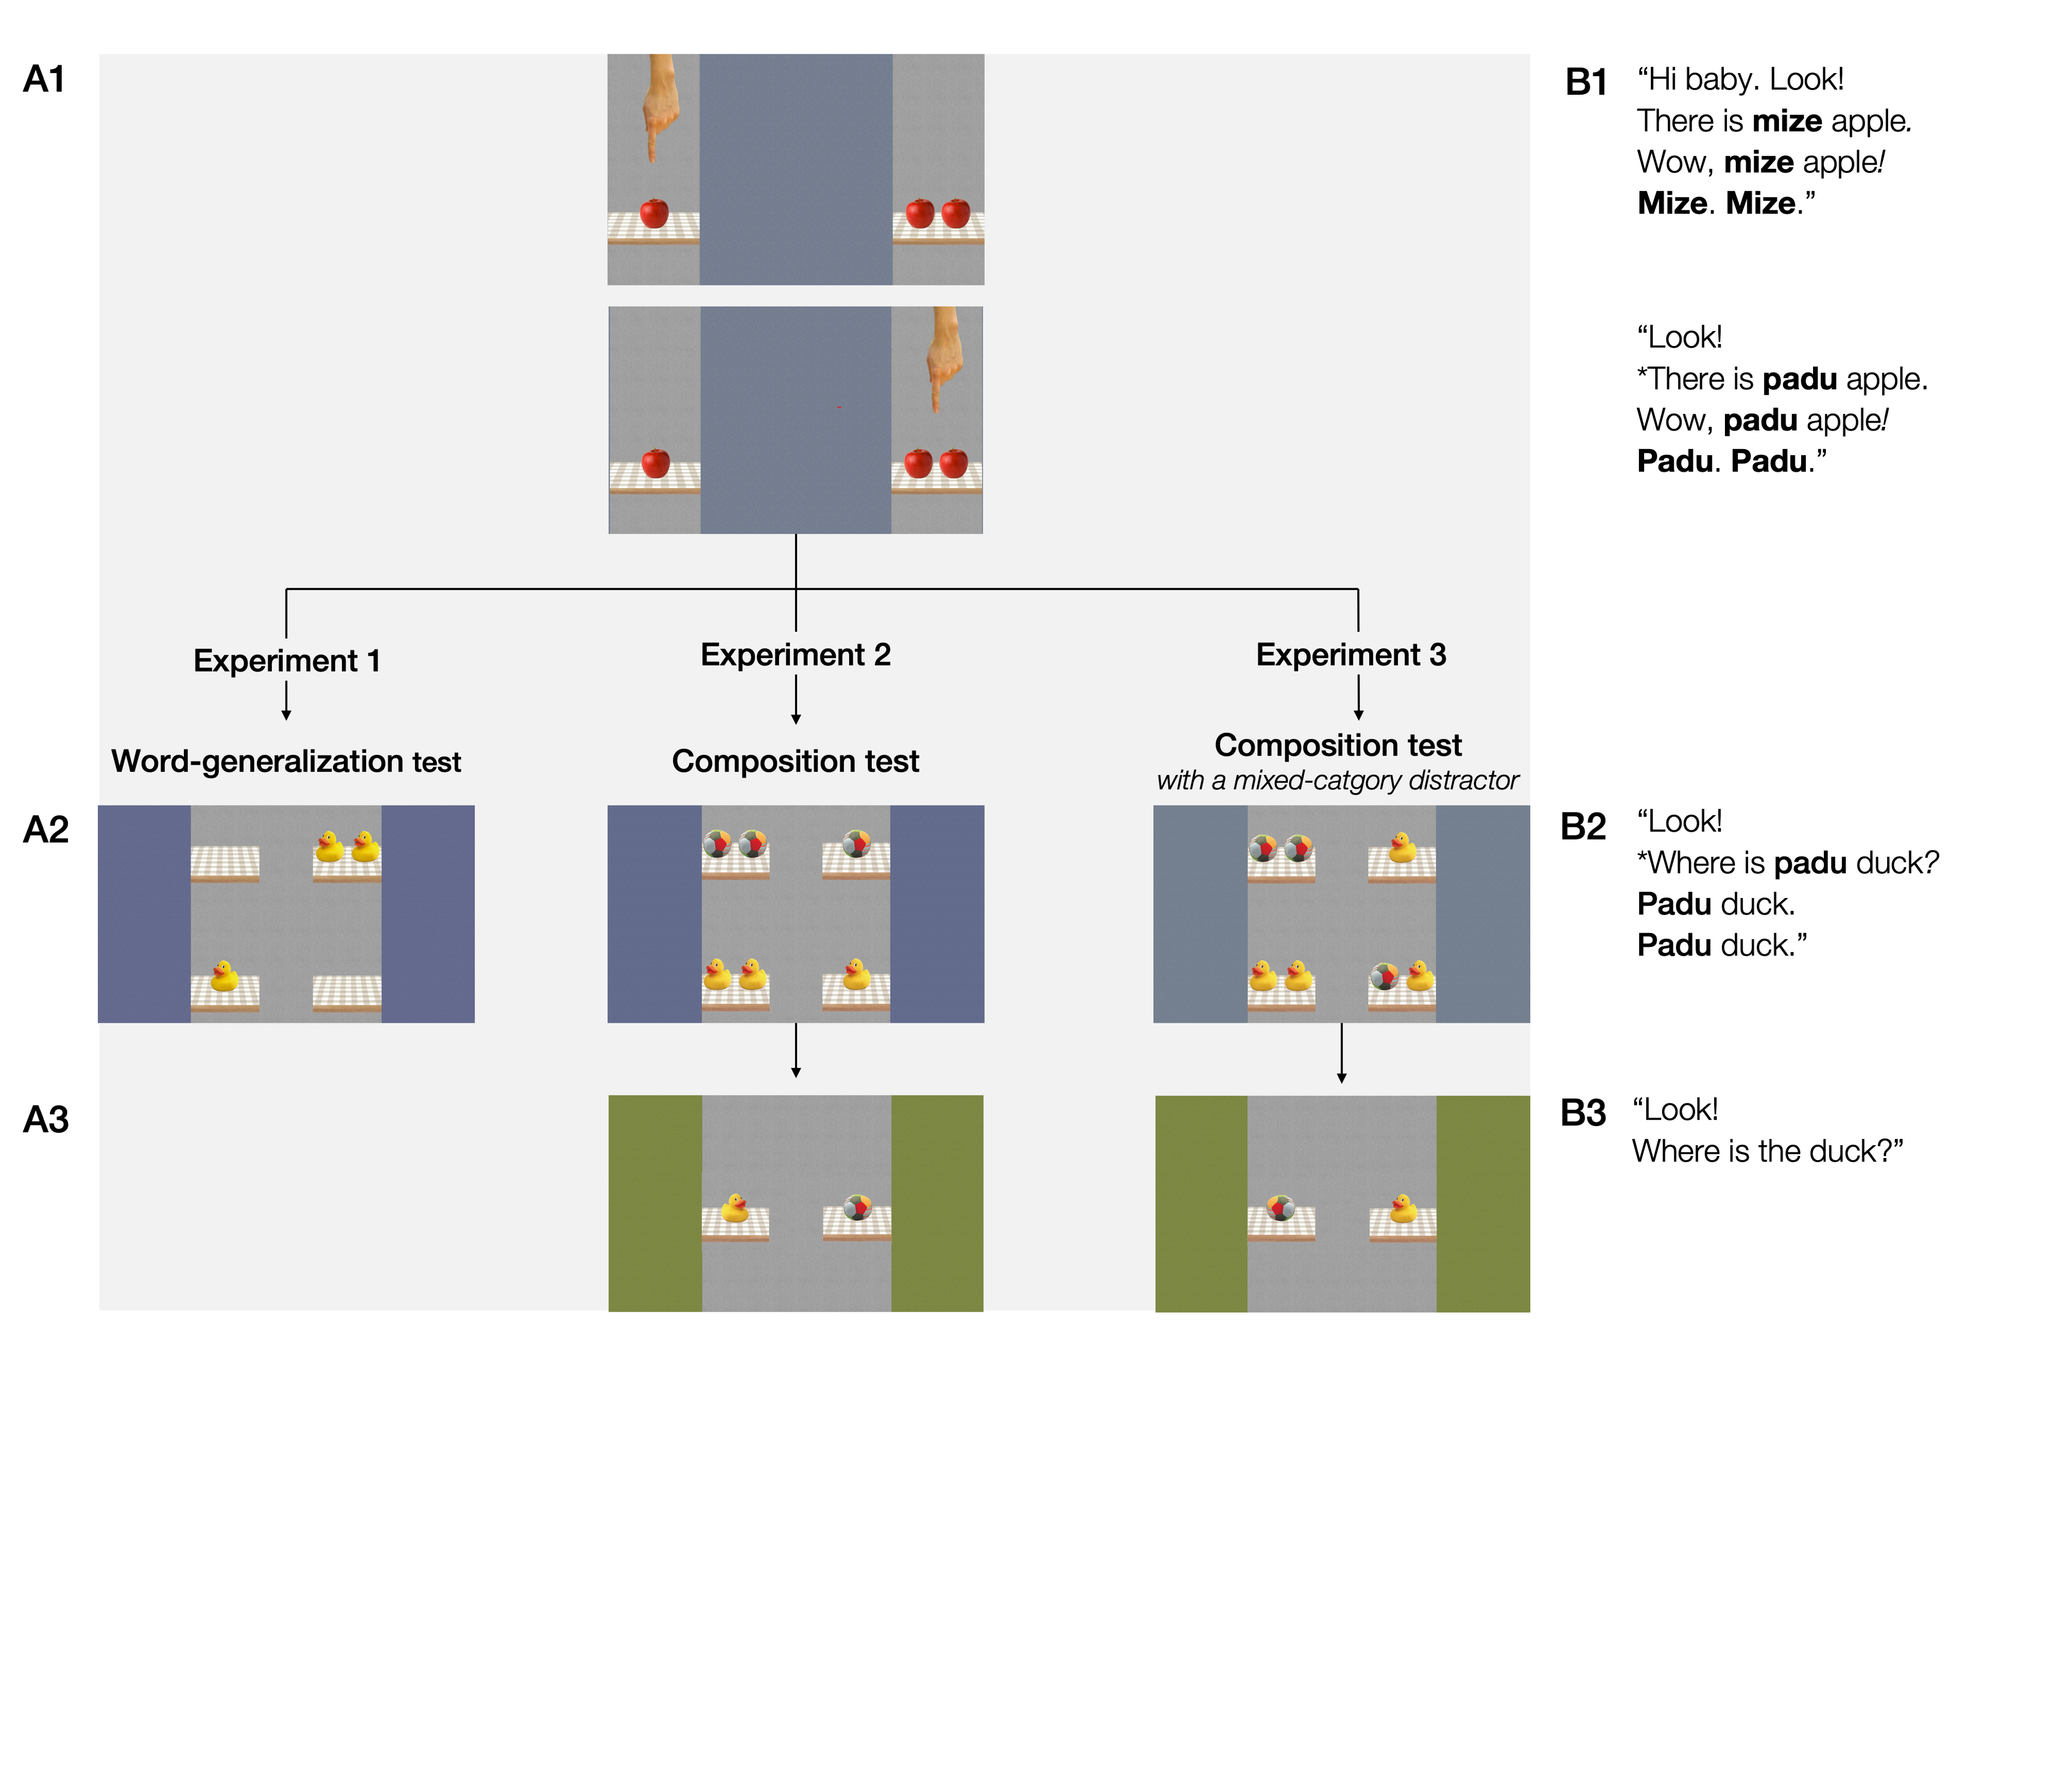 A1
B1
“Hi baby. Look!
There is mize apple.
Wow, mize apple!
Mize. Mize.”
“Look!
*There is padu apple.
Wow, padu apple!
Padu. Padu.”
Experiment 1
Experiment 2
Experiment 3
Word-generalization test
Composition test
Composition test
with a mixed-catgory distractor
A2
B2
“Look!
*Where is padu duck?
Padu duck.
Padu duck.”
A3
B3
“Look!
Where is the duck?”